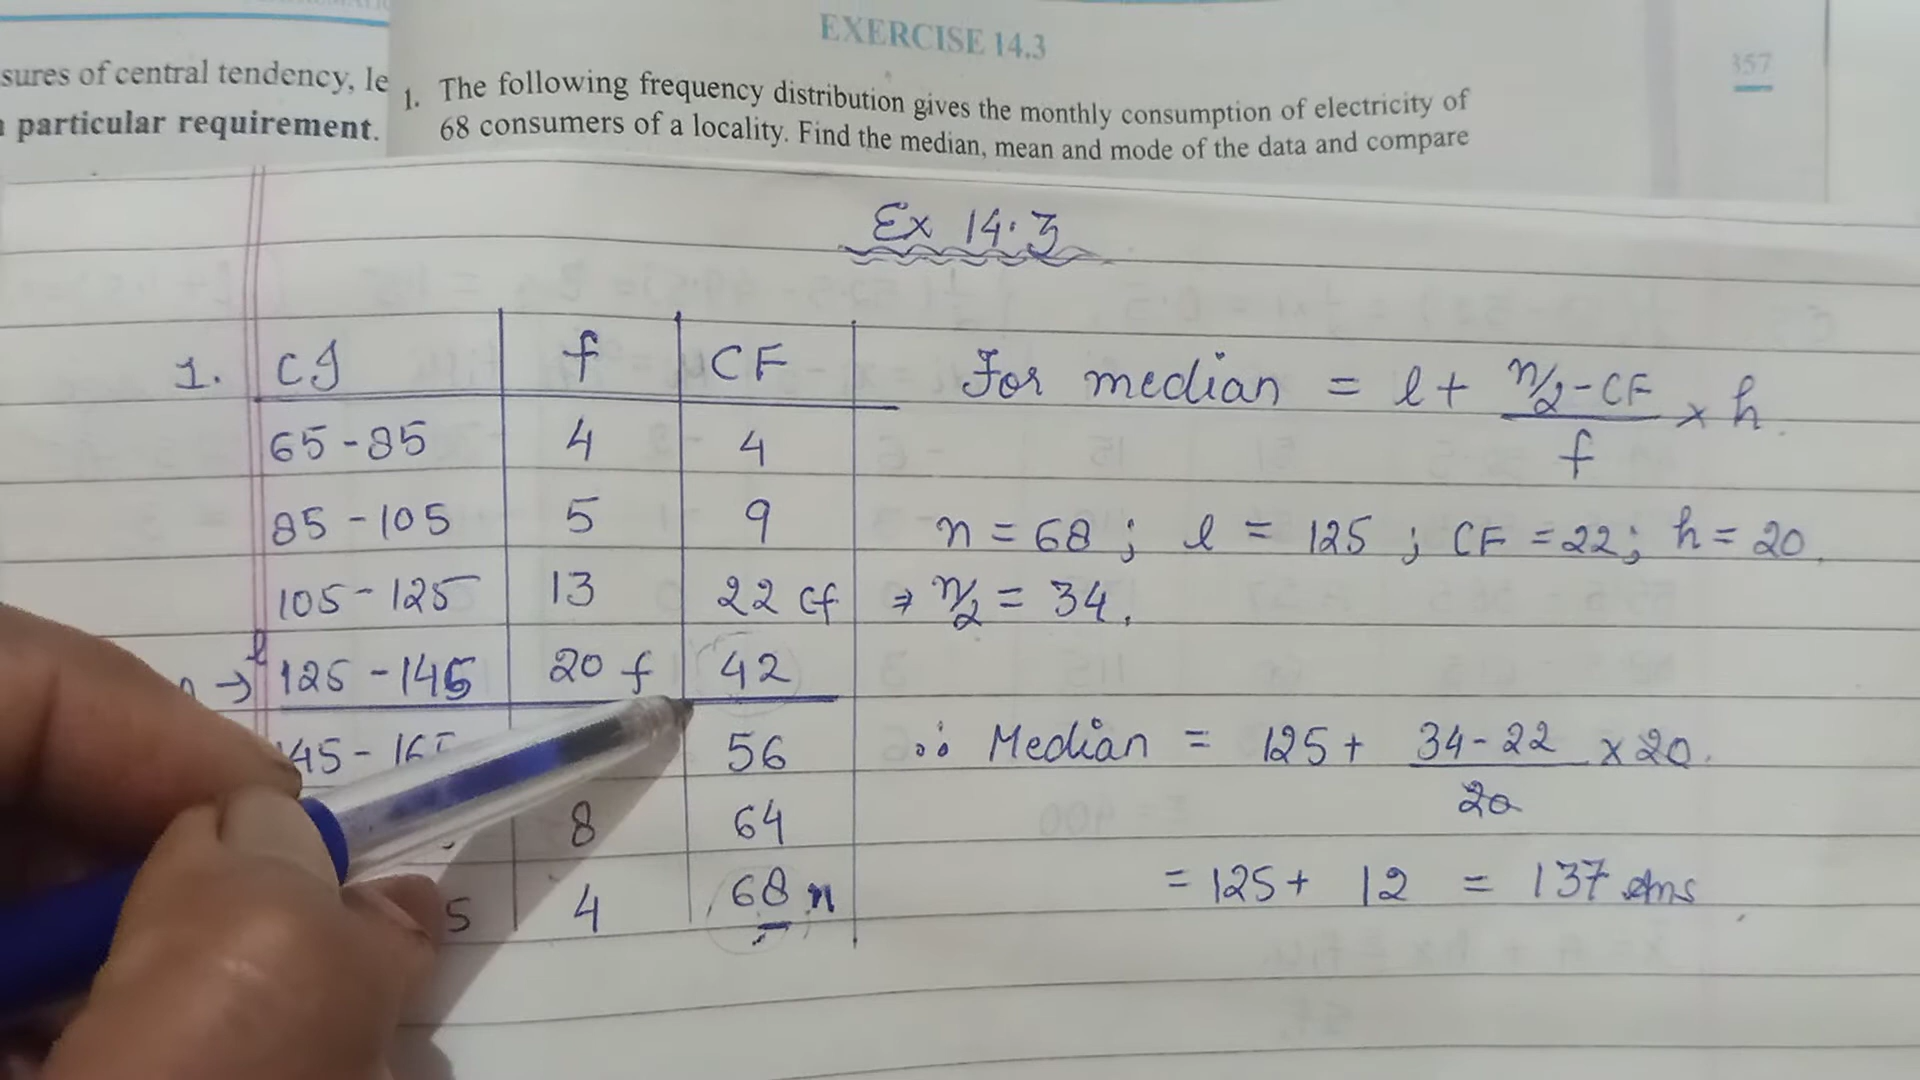 EXERCISE 14.3
357
sures of central tendency, le
particular requirement.
1. The following frequency distribution gives the monthly consumption of electricity of
68 consumers of a locality. Find the median, mean and mode of the data and compare
Ex 14.3
1. CI f CF
65-85 4 4
85-105 5 9
105-125 13 22 cf
→ l 125-145 20 f 42
145-16 56
8 64
5 4 68 n
For median = l + n/2-CF / f × h
n = 68 ; l = 125 ; CF = 22 ; h = 20
⇒ n/2 = 34.
∴ Median = 125 + 34-22 / 20 × 20.
= 125 + 12 = 137 Ans